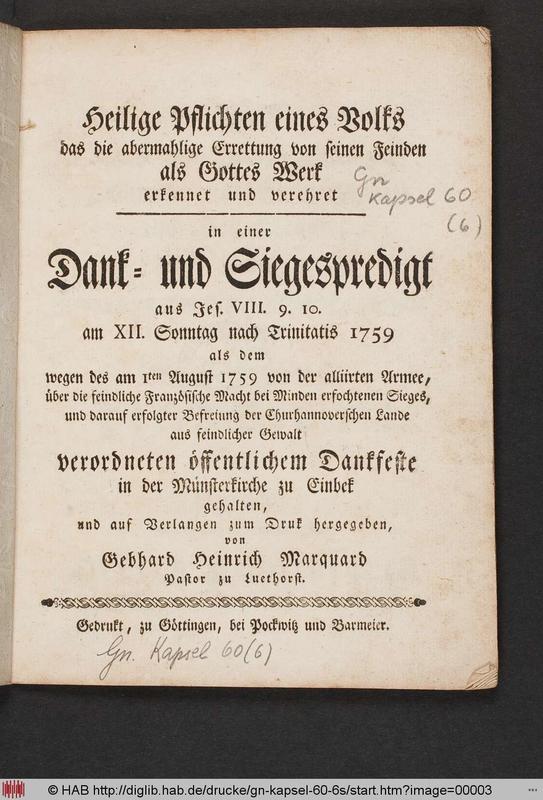 Heilige Pflichten eines Volks
das die abermahlige Errettung von seinen Feinden
als Gottes Werk
erkennet und verehret
Gn
Kapsel 60
(6)
in einer
Dank- und Siegespredigt
aus Jes. VIII. 9. 10.
am XII. Sonntag nach Trinitatis 1759
als dem
wegen des am 1ten August 1759 von der alliirten Armee,
über die feindliche Französische Macht bei Minden erfochtenen Sieges,
und darauf erfolgter Befreiung der Churhannoverschen Lande
aus feindlicher Gewalt
verordneten öffentlichem Dankfeste
in der Münsterkirche zu Einbek
gehalten,
und auf Verlangen zum Druk hergegeben,
von
Gebhard Heinrich Marquard
Pastor zu Luethorst.
Gedrukt, zu Göttingen, bei Pockwitz und Barmeier.
Gn. Kapsel 60 (6)
© HAB http://diglib.hab.de/drucke/gn-kapsel-60-6s/start.htm?image=00003